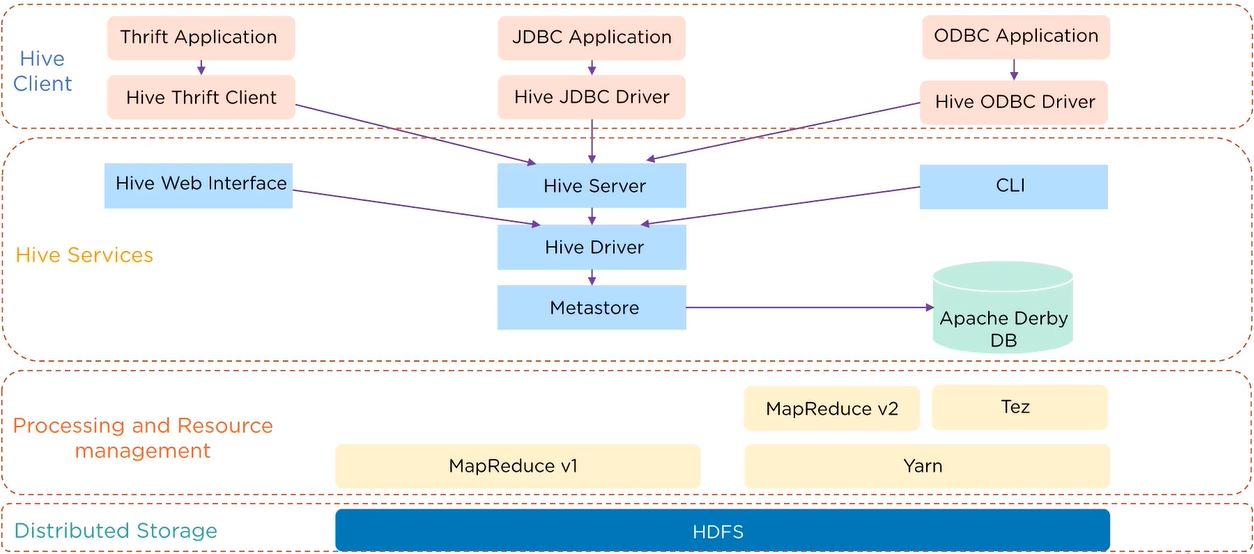 Hive
Client
Thrift Application
JDBC Application
ODBC Application
Hive Thrift Client
Hive JDBC Driver
Hive ODBC Driver
Hive Services
Hive Web Interface
Hive Server
CLI
Hive Driver
Metastore
Apache Derby
DB
Processing and Resource
management
MapReduce v2
Tez
MapReduce v1
Yarn
Distributed Storage
HDFS